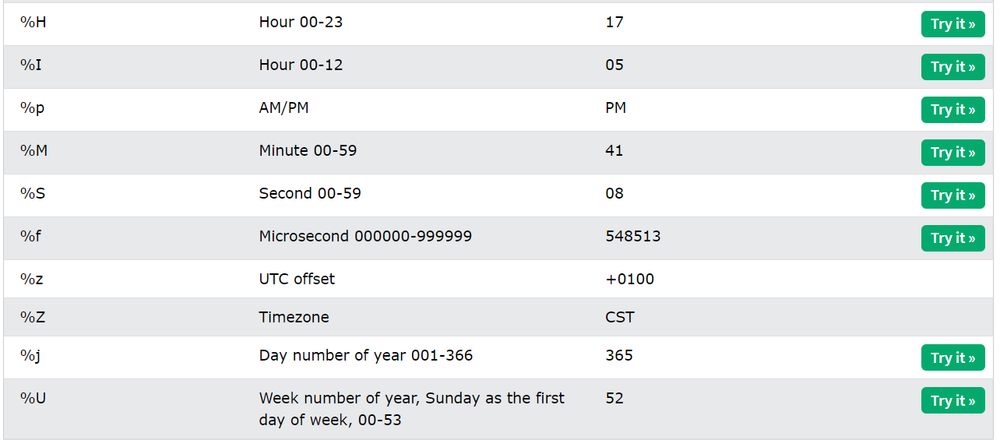 %H Hour 00-23 17 Try it »
%I Hour 00-12 05 Try it »
%p AM/PM PM Try it »
%M Minute 00-59 41 Try it »
%S Second 00-59 08 Try it »
%f Microsecond 000000-999999 548513 Try it »
%z UTC offset +0100
%Z Timezone CST
%j Day number of year 001-366 365 Try it »
%U Week number of year, Sunday as the first 52 Try it »
day of week, 00-53